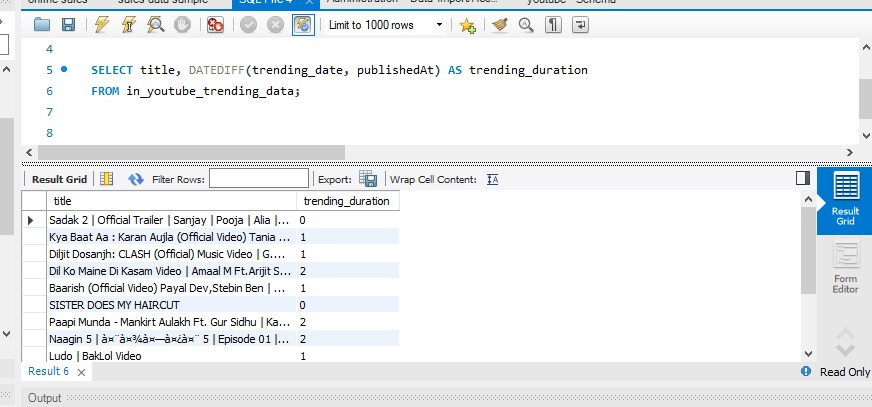 online sales
sales data sample
SQL File 4
Administration - Data Import/Res...
youtube - Schema
Limit to 1000 rows
4
5 SELECT title, DATEDIFF(trending_date, publishedAt) AS trending_duration
6 FROM in_youtube_trending_data;
7
8
Result Grid Filter Rows: Export: Wrap Cell Content: IA
title trending_duration
Sadak 2 | Official Trailer | Sanjay | Pooja | Alia |... 0
Kya Baat Aa : Karan Aujla (Official Video) Tania ... 1
Diljit Dosanjh: CLASH (Official) Music Video | G.... 1
Dil Ko Maine Di Kasam Video | Amaal M Ft.Arijit S... 2
Baarish (Official Video) Payal Dev,Stebin Ben | ... 1
SISTER DOES MY HAIRCUT 0
Paapi Munda - Mankirt Aulakh Ft. Gur Sidhu | Ka... 2
Naagin 5 | à¤¨à¤¾à¤—à¤¿à¤¨ 5 | Episode 01 |... 2
Ludo | BakLol Video 1
Result Grid
Form Editor
Result 6
Read Only
Output